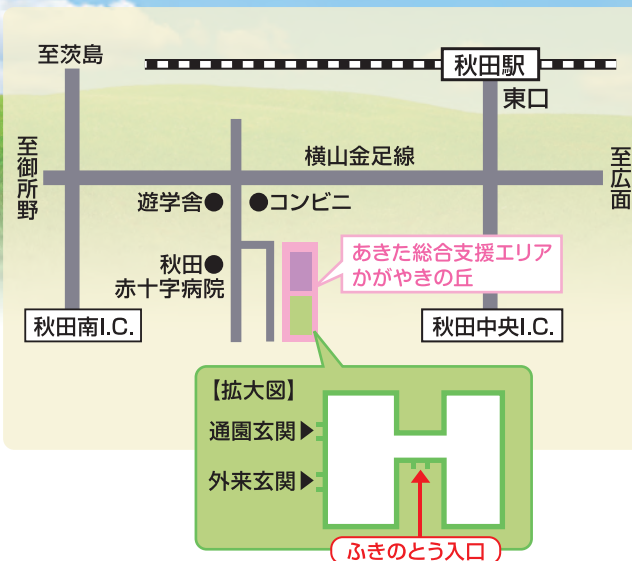 至茨島
秋田駅
東口
至御所野
横山金足線
至広面
遊学舎●
●コンビニ
秋田●
赤十字病院
あきた総合支援エリア
かがやきの丘
秋田南I.C.
秋田中央I.C.
【拡大図】
通園玄関▶
外来玄関▶
ふきのとう入口